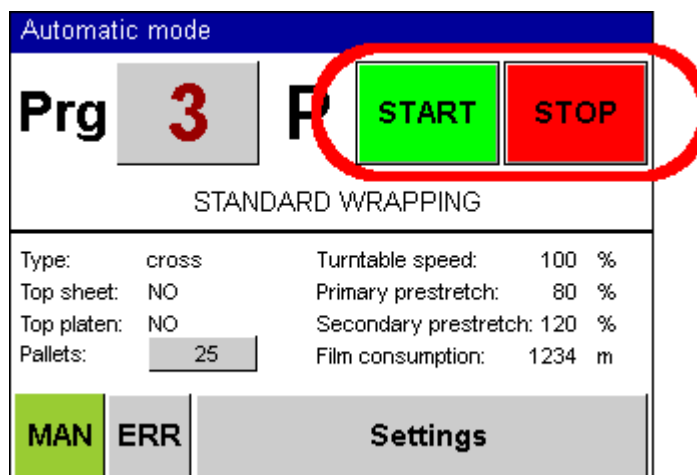 Automatic mode
Prg 3 P START STOP
STANDARD WRAPPING
Type: cross Turntable speed: 100 %
Top sheet: NO Primary prestretch: 80 %
Top platen: NO Secondary prestretch: 120 %
Pallets: 25 Film consumption: 1234 m
MAN ERR Settings